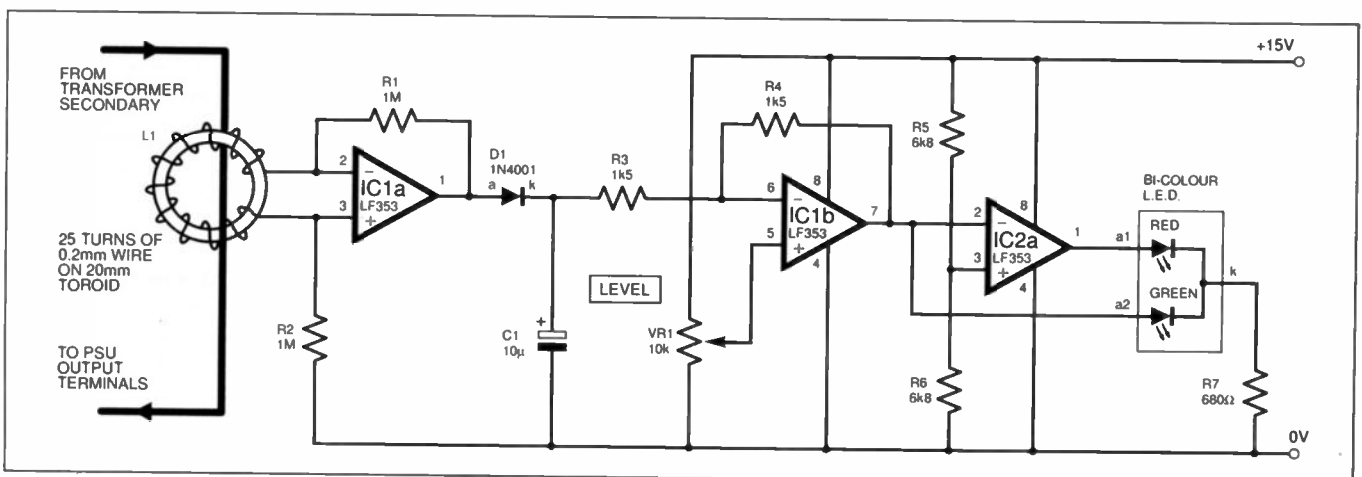 FROM
TRANSFORMER
SECONDARY
L1
25 TURNS OF
0.2mm WIRE
ON 20mm
TOROID
TO PSU
OUTPUT
TERMINALS
R1
1M
2
3
1
IC1a
LF353
R2
1M
D1
1N4001
a
k
C1
10μ
+
R3
1k5
LEVEL
VR1
10k
R4
1k5
6
5
8
7
4
IC1b
LF353
R5
6k8
R6
6k8
2
3
8
1
4
IC2a
LF353
+15V
BI-COLOUR
L.E.D.
RED
GREEN
a1
a2
k
R7
680Ω
0V